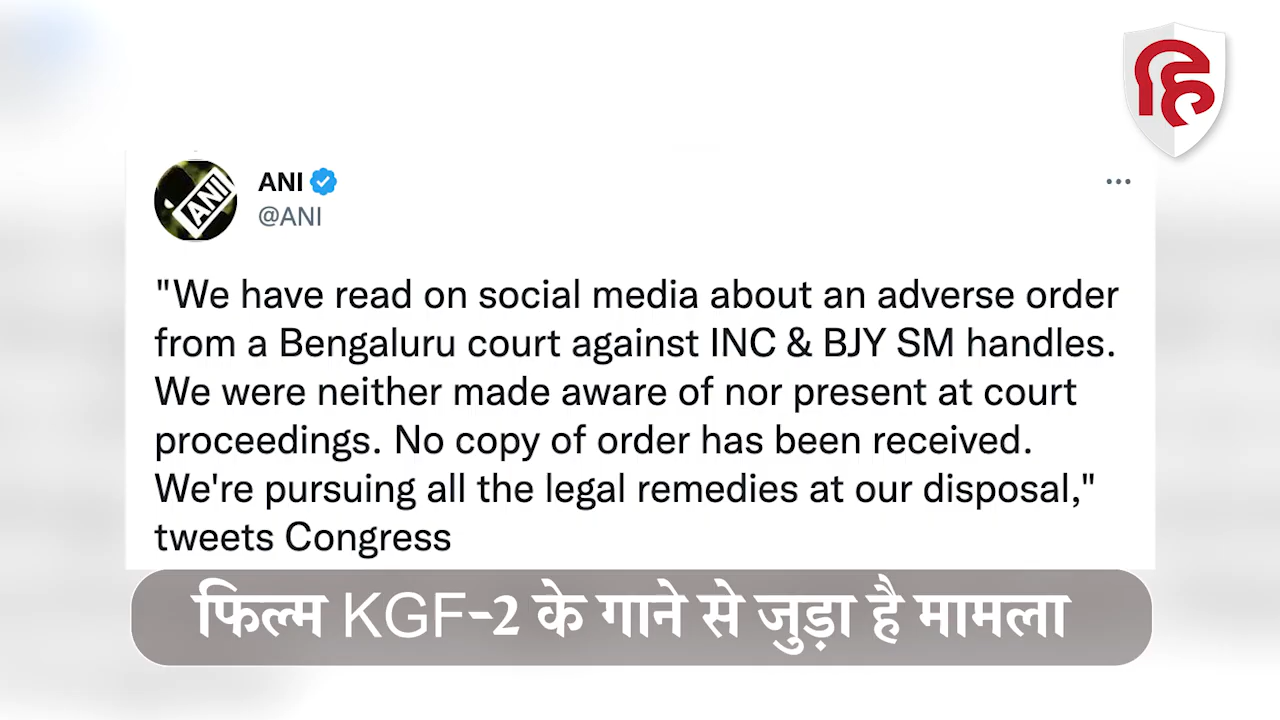 हि
ANI
ANI
@ANI
"We have read on social media about an adverse order
from a Bengaluru court against INC & BJY SM handles.
We were neither made aware of nor present at court
proceedings. No copy of order has been received.
We're pursuing all the legal remedies at our disposal,"
tweets Congress
फिल्म KGF-2 के गाने से जुड़ा है मामला